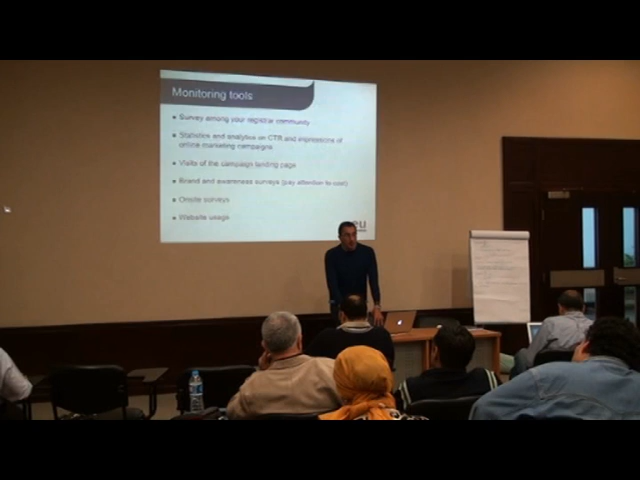 Monitoring tools
Survey among your registrar community
Statistics and analytics on CTR and impressions of
online marketing campaigns
Visits of the campaign landing page
Brand and awareness surveys (pay attention to cost)
Onsite surveys
Website usage
eu